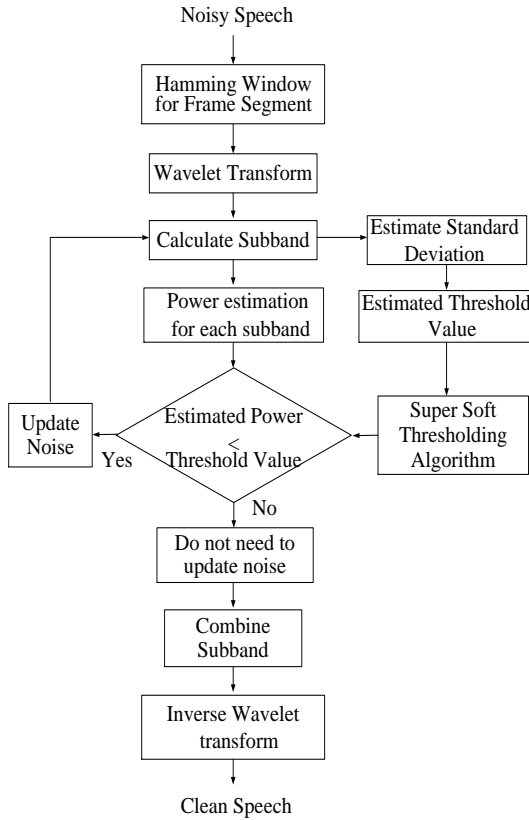 Noisy Speech
Hamming Window
for Frame Segment
Wavelet Transform
Calculate Subband
Estimate Standard
Deviation
Power estimation
for each subband
Estimated Threshold
Value
Update
Noise
Yes
Estimated Power
<
Threshold Value
Super Soft
Thresholding
Algorithm
No
Do not need to
update noise
Combine
Subband
Inverse Wavelet
transform
Clean Speech